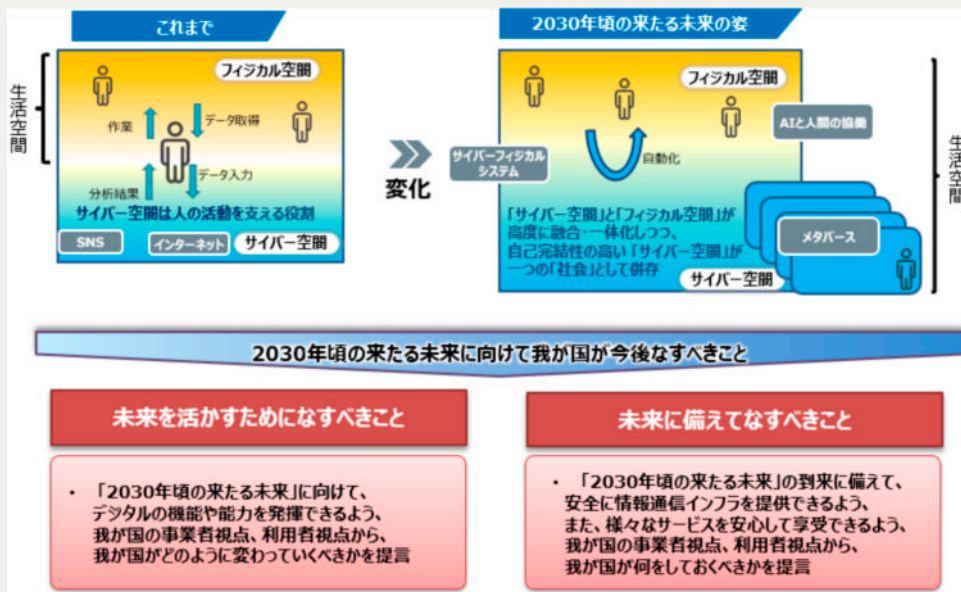 これまで
2030年頃の来たる未来の姿
生活空間
フィジカル空間
作業
データ取得
分析結果
データ入力
サイバー空間は人の活動を支える役割
SNS
インターネット
サイバー空間
変化
フィジカル空間
AIと人間の協働
サイバーフィジカル
システム
自動化
「サイバー空間」と「フィジカル空間」が
高度に融合・一体化しつつ、
自己完結性の高い「サイバー空間」が
一つの「社会」として併存
メタバース
サイバー空間
生活空間
2030年頃の来たる未来に向けて我が国が今後なすべきこと
未来を活かすためになすべきこと
・ 「2030年頃の来たる未来」に向けて、
デジタルの機能や能力を発揮できるよう、
我が国の事業者視点、利用者視点から、
我が国がどのように変わっていくべきかを提言
未来に備えてなすべきこと
・ 「2030年頃の来たる未来」の到来に備えて、
安全に情報通信インフラを提供できるよう、
また、様々なサービスを安心して享受できるよう、
我が国の事業者視点、利用者視点から、
我が国が何をしておくべきかを提言